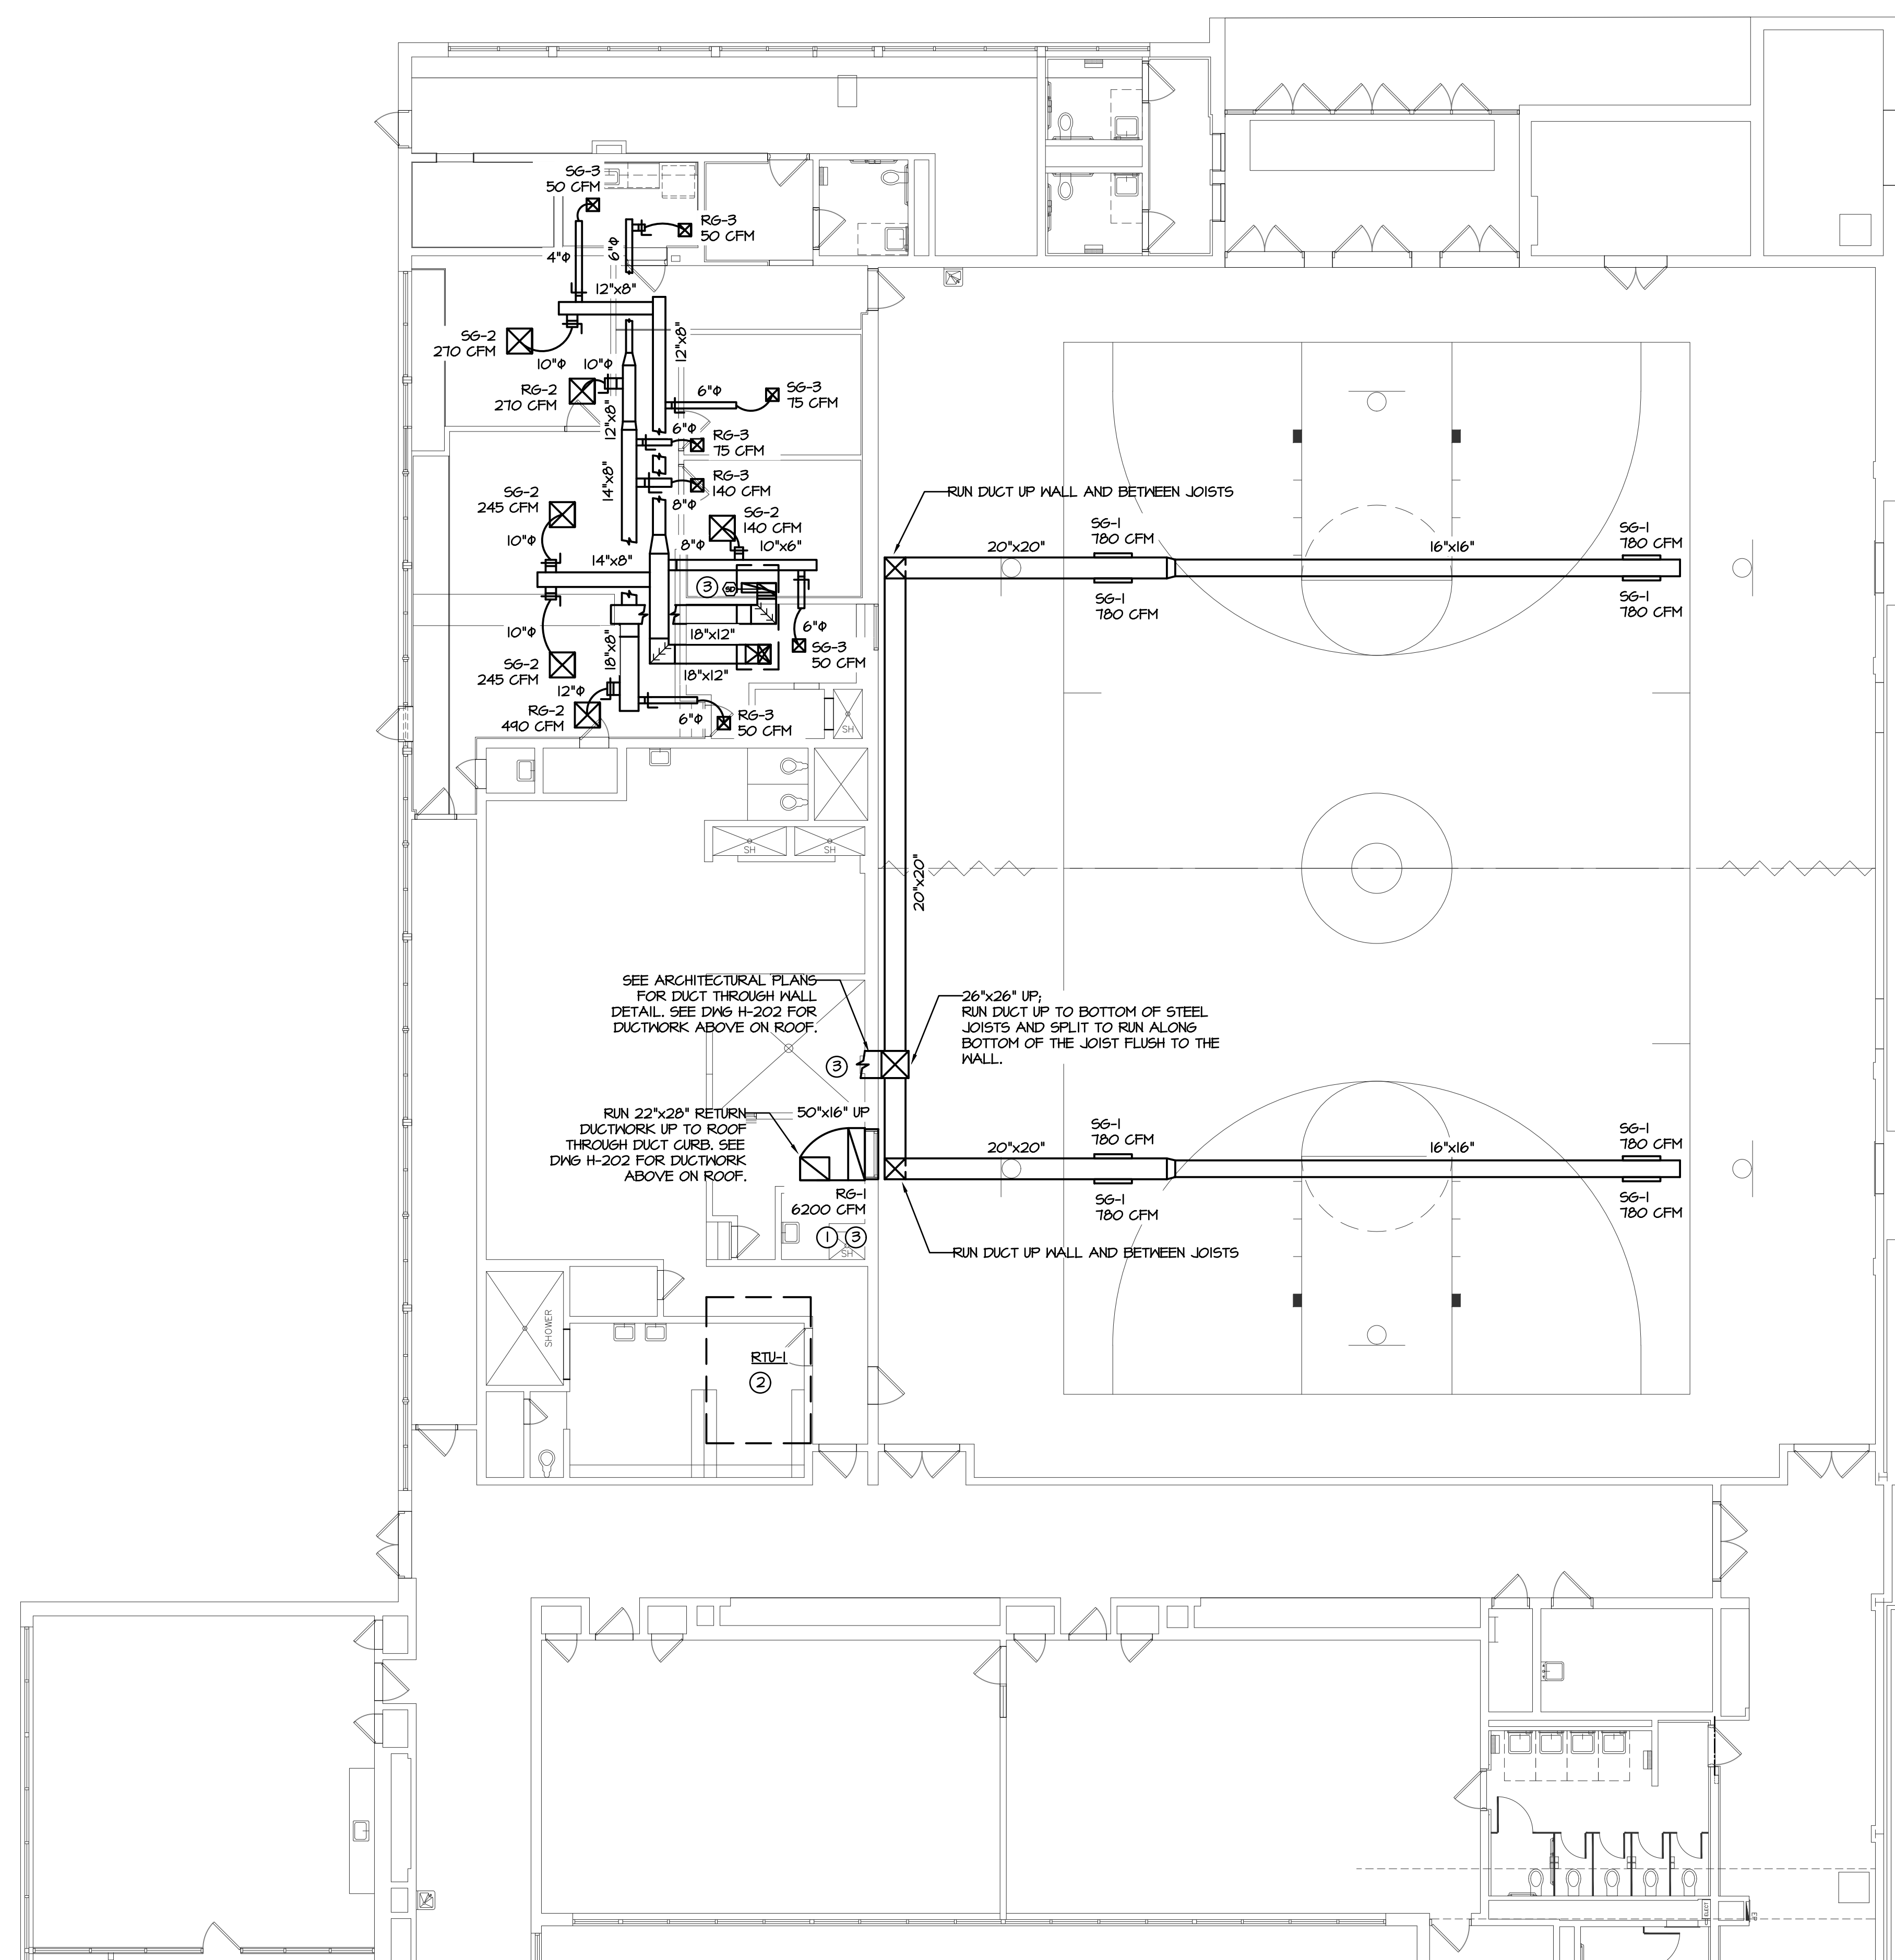 SG-3
50 CFM
RG-3
50 CFM
4"φ
6"φ
12"x8"
SG-2
270 CFM
10"φ
10"φ
12"x8"
RG-2
270 CFM
12"x8"
6"φ
SG-3
75 CFM
6"φ
RG-3
75 CFM
14"x8"
RG-3
140 CFM
8"φ
SG-2
245 CFM
10"φ
SG-2
140 CFM
8"φ
10"x6"
14"x8"
3
SD
10"φ
18"x8"
18"x12"
6"φ
SG-3
50 CFM
SG-2
245 CFM
18"x12"
12"φ
RG-2
490 CFM
6"φ
RG-3
50 CFM
SH
SH
SH
RUN DUCT UP WALL AND BETWEEN JOISTS
20"x20"
SG-1
780 CFM
SG-1
780 CFM
16"x16"
SG-1
780 CFM
SG-1
780 CFM
20"x20"
SEE ARCHITECTURAL PLANS
FOR DUCT THROUGH WALL
DETAIL. SEE DWG H-202 FOR
DUCTWORK ABOVE ON ROOF.
3
26"x26" UP;
RUN DUCT UP TO BOTTOM OF STEEL
JOISTS AND SPLIT TO RUN ALONG
BOTTOM OF THE JOIST FLUSH TO THE
WALL.
RUN 22"x28" RETURN
DUCTWORK UP TO ROOF
THROUGH DUCT CURB. SEE
DWG H-202 FOR DUCTWORK
ABOVE ON ROOF.
50"x16" UP
RG-1
6200 CFM
1
3
SH
20"x20"
SG-1
780 CFM
SG-1
780 CFM
16"x16"
SG-1
780 CFM
SG-1
780 CFM
RUN DUCT UP WALL AND BETWEEN JOISTS
SHOWER
RTU-1
2
ELECT
EP